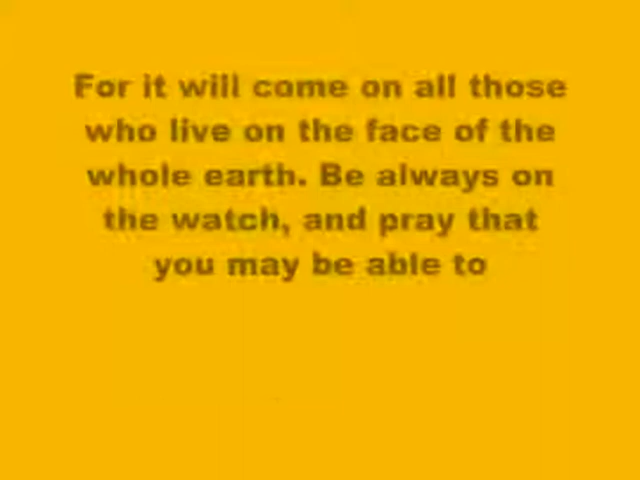 For it will come on all those
who live on the face of the
whole earth. Be always on
the watch, and pray that
you may be able to